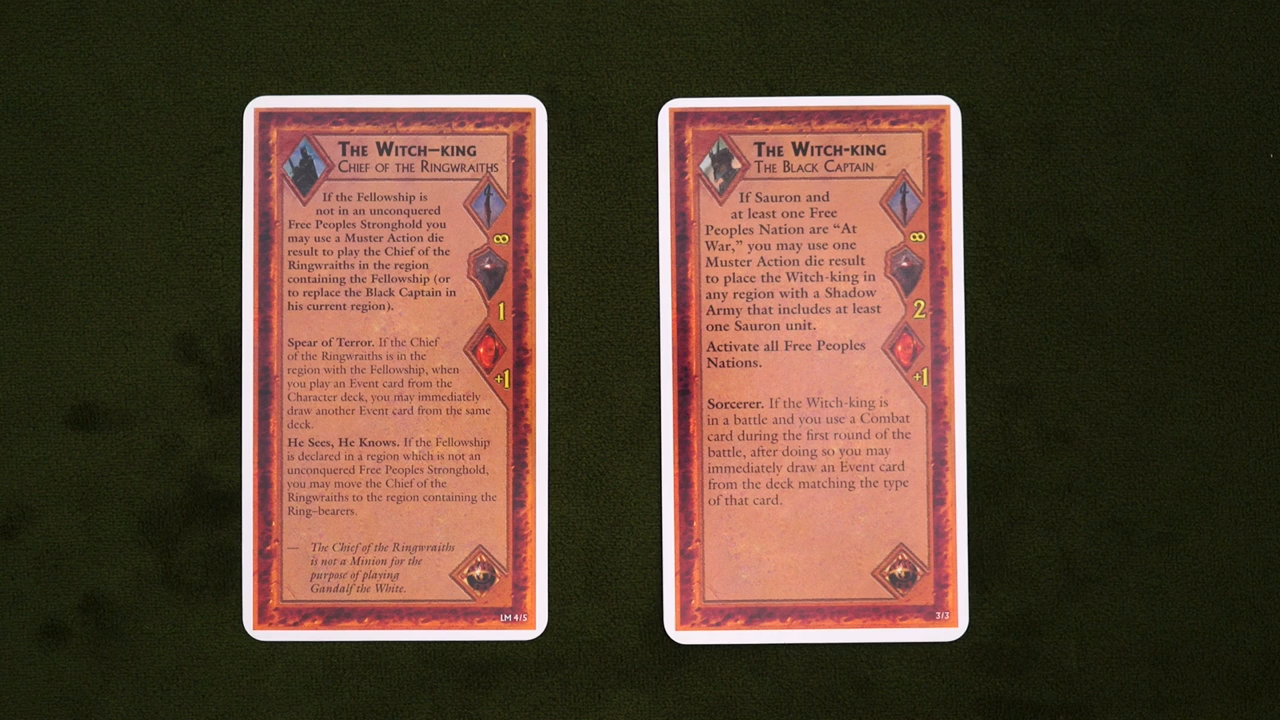 The Witch–king
Chief of the Ringwraiths
If the Fellowship is
not in an unconquered
Free Peoples Stronghold you
may use a Muster Action die
result to play the Chief of the
Ringwraiths in the region
containing the Fellowship (or
to replace the Black Captain in
his current region).
∞
1
+1
Spear of Terror. If the Chief
of the Ringwraiths is in the
region with the Fellowship, when
you play an Event card from the
Character deck, you may immediately
draw another Event card from the same
deck.
He Sees, He Knows. If the Fellowship
is declared in a region which is not an
unconquered Free Peoples Stronghold,
you may move the Chief of the
Ringwraiths to the region containing the
Ring–bearers.
— The Chief of the Ringwraiths
is not a Minion for the
purpose of playing
Gandalf the White.
LM 4/5
The Witch-king
The Black Captain
If Sauron and
at least one Free
Peoples Nation are “At
War,” you may use one
Muster Action die result
to place the Witch-king in
any region with a Shadow
Army that includes at least
one Sauron unit.
Activate all Free Peoples
Nations.
∞
2
+1
Sorcerer. If the Witch-king is
in a battle and you use a Combat
card during the first round of the
battle, after doing so you may
immediately draw an Event card
from the deck matching the type
of that card.
3/3